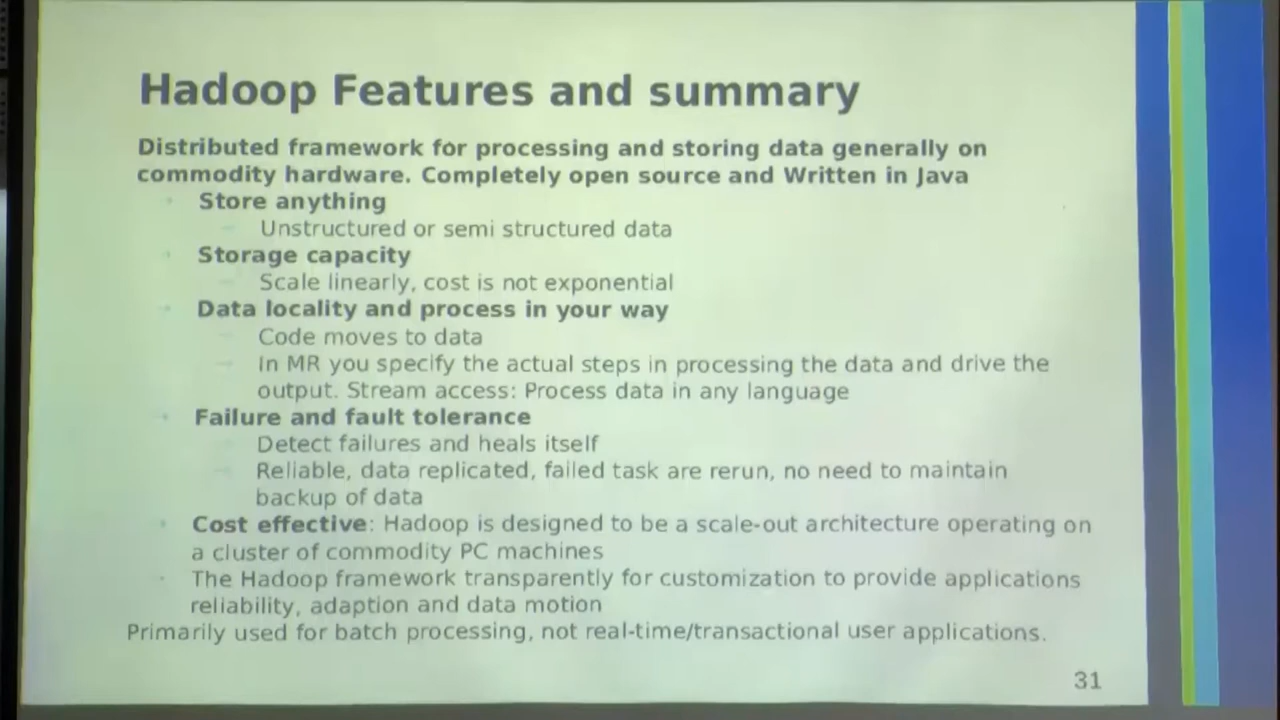 Hadoop Features and summary
Distributed framework for processing and storing data generally on
commodity hardware. Completely open source and Written in Java
Store anything
Unstructured or semi structured data
Storage capacity
Scale linearly, cost is not exponential
Data locality and process in your way
Code moves to data
In MR you specify the actual steps in processing the data and drive the
output. Stream access: Process data in any language
Failure and fault tolerance
Detect failures and heals itself
Reliable, data replicated, failed task are rerun, no need to maintain
backup of data
Cost effective: Hadoop is designed to be a scale-out architecture operating on
a cluster of commodity PC machines
The Hadoop framework transparently for customization to provide applications
reliability, adaption and data motion
Primarily used for batch processing, not real-time/transactional user applications.
31